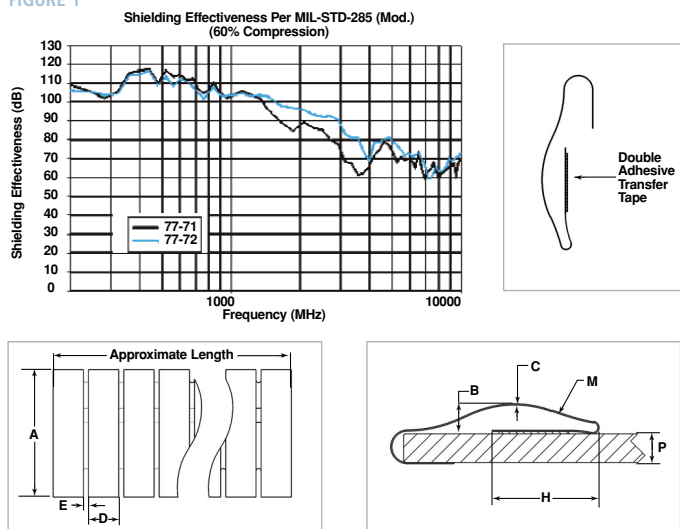 FIGURE 1
Shielding Effectiveness Per MIL-STD-285 (Mod.)
(60% Compression)
Shielding Effectiveness (dB)
130
120
110
100
90
80
70
60
50
40
30
20
10
0
77-71
77-72
1000
10000
Frequency (MHz)
Double
Adhesive
Transfer
Tape
Approximate Length
A
E
D
B
C
M
P
H